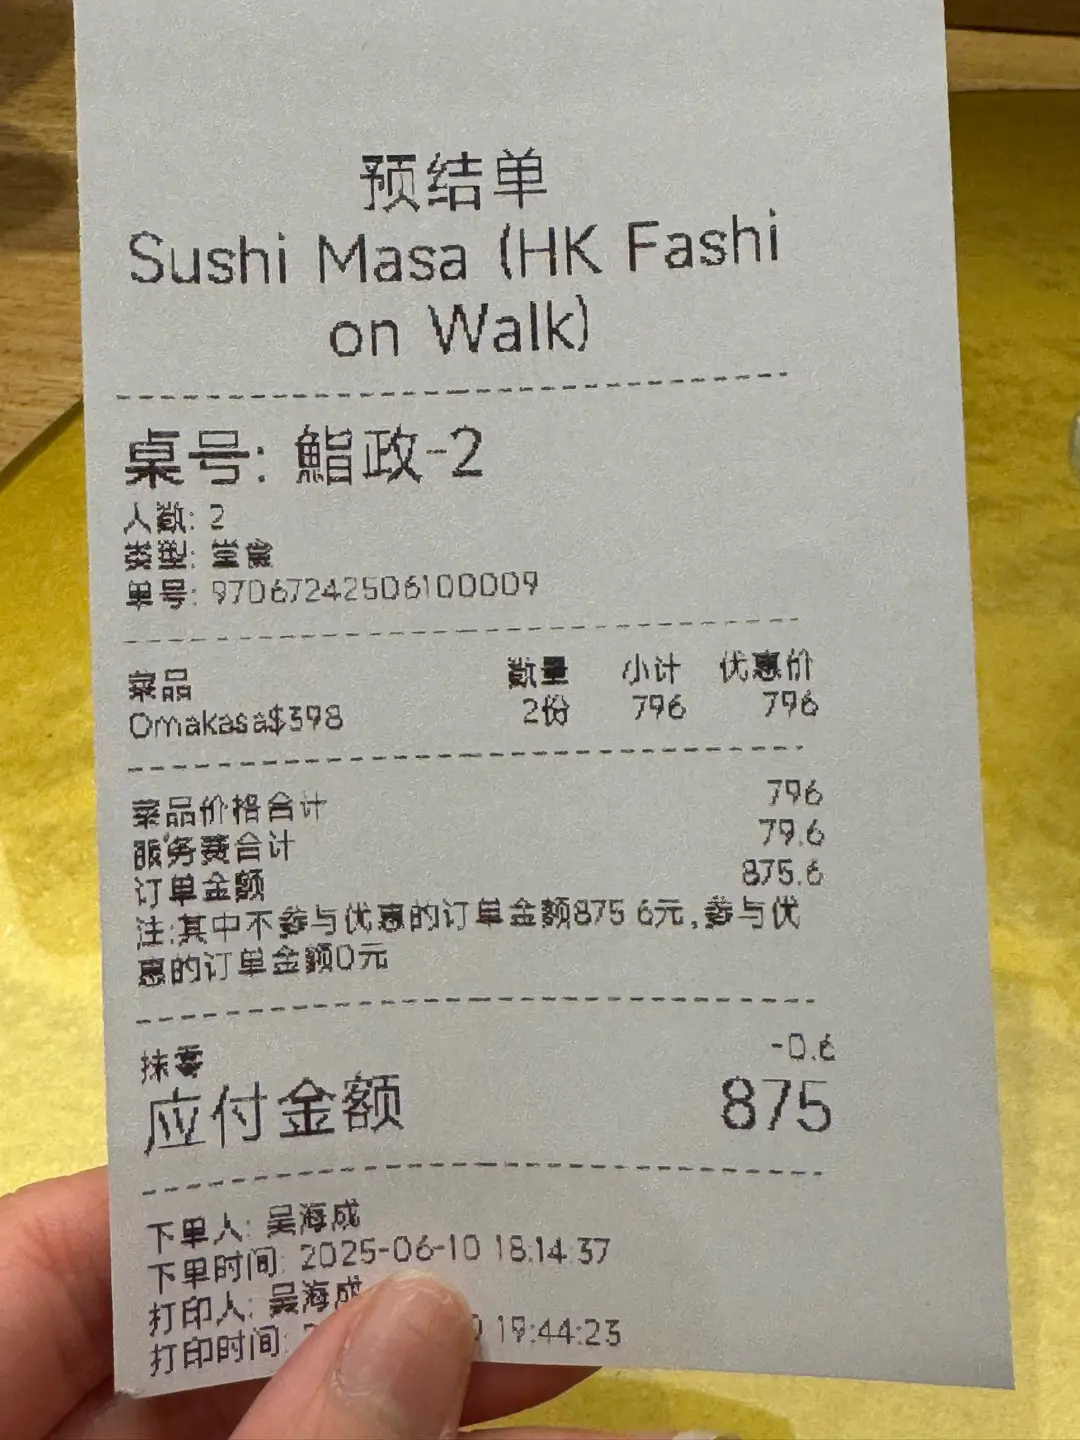 预结单
Sushi Masa (HK Fashi
on Walk)
桌号: 鮨政-2
人数: 2
类型: 堂食
单号: 97067242506100009
菜品 数量 小计 优惠价
Omakasa$398 2份 796 796
菜品价格合计 796
服务费合计 79.6
订单金额 875.6
注:其中不参与优惠的订单金额875.6元,参与优
惠的订单金额0元
抹零 -0.6
应付金额 875
下单人: 吴海成
下单时间: 2025-06-10 18:14:37
打印人: 吴海成
打印时间: 19:44:23